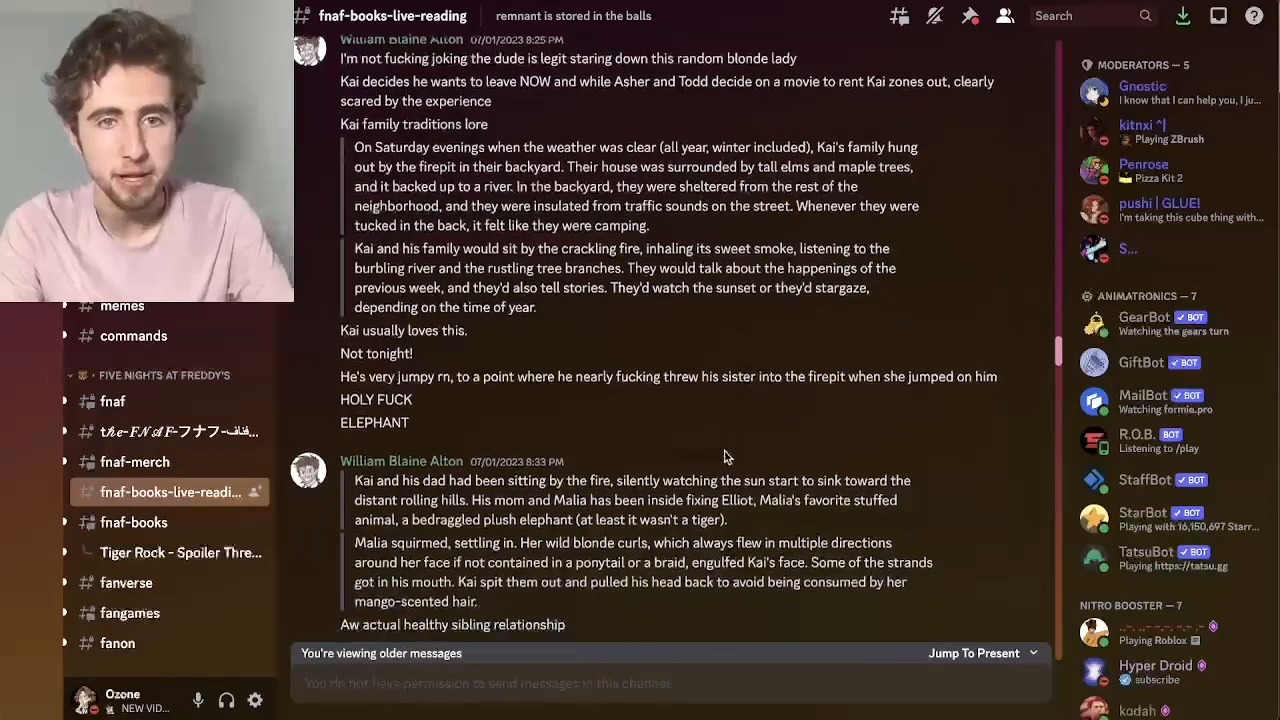 fnaf-books-live-reading
remnant is stored in the balls
Search
William Blaine Alton 07/01/2023 8:25 PM
I'm not fucking joking the dude is legit staring down this random blonde lady
Kai decides he wants to leave NOW and while Asher and Todd decide on a movie to rent Kai zones out, clearly
scared by the experience
Kai family traditions lore
On Saturday evenings when the weather was clear (all year, winter included), Kai's family hung
out by the firepit in their backyard. Their house was surrounded by tall elms and maple trees,
and it backed up to a river. In the backyard, they were sheltered from the rest of the
neighborhood, and they were insulated from traffic sounds on the street. Whenever they were
tucked in the back, it felt like they were camping.
Kai and his family would sit by the crackling fire, inhaling its sweet smoke, listening to the
burbling river and the rustling tree branches. They would talk about the happenings of the
previous week, and they'd also tell stories. They'd watch the sunset or they'd stargaze,
depending on the time of year.
Kai usually loves this.
Not tonight!
He's very jumpy rn, to a point where he nearly fucking threw his sister into the firepit when she jumped on him
HOLY FUCK
ELEPHANT
William Blaine Alton 07/01/2023 8:33 PM
Kai and his dad had been sitting by the fire, silently watching the sun start to sink toward the
distant rolling hills. His mom and Malia has been inside fixing Elliot, Malia's favorite stuffed
animal, a bedraggled plush elephant (at least it wasn't a tiger).
Malia squirmed, settling in. Her wild blonde curls, which always flew in multiple directions
around her face if not contained in a ponytail or a braid, engulfed Kai's face. Some of the strands
got in his mouth. Kai spit them out and pulled his head back to avoid being consumed by her
mango-scented hair.
Aw actual healthy sibling relationship
You're viewing older messages
Jump To Present
You do not have permission to send messages in this channel.
memes
commands
FIVE NIGHTS AT FREDDY'S
fnaf
fnaf-merch
fnaf-books-live-readi...
fnaf-books
Tiger Rock - Spoiler Thre...
fanverse
fangames
fanon
Ozone
NEW VID...
MODERATORS — 5
Gnostic
I know that I can help you, I ju...
kitnxi ^|
Playing ZBrush
Penrose
Pizza Kit 2
pushi | GLUE!
I'm taking this cube thing with...
S...
ANIMATRONICS — 7
GearBot BOT
Watching the gears turn
GiftBot BOT
MailBot BOT
Watching formie.pro
R.O.B. BOT
Listening to /play
StaffBot BOT
StarBot BOT
Playing with 16,150,697 Starr...
TatsuBot BOT
Playing https://tatsu.gg
NITRO BOOSTER — 7
Playing Roblox
Hyper Droid
subscribe
kodah